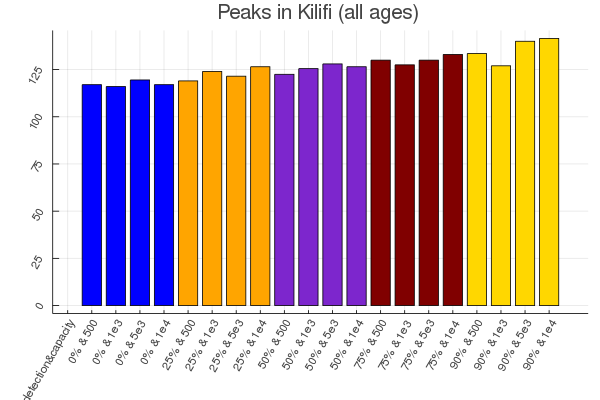 Peaks in Kilifi (all ages)
125
100
75
50
25
0
detection&capacity
0% & 500
0% & 1e3
0% & 5e3
0% & 1e4
25% & 500
25% & 1e3
25% & 5e3
25% & 1e4
50% & 500
50% & 1e3
50% & 5e3
50% & 1e4
75% & 500
75% & 1e3
75% & 5e3
75% & 1e4
90% & 500
90% & 1e3
90% & 5e3
90% & 1e4